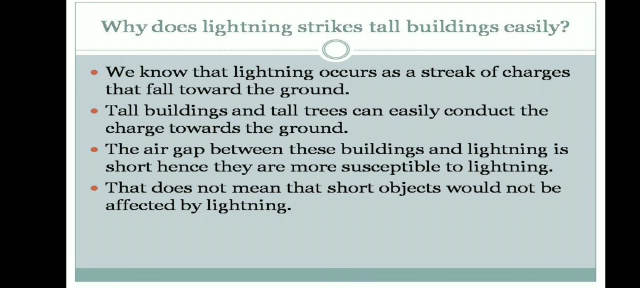 Why does lightning strikes tall buildings easily?
• We know that lightning occurs as a streak of charges
that fall toward the ground.
• Tall buildings and tall trees can easily conduct the
charge towards the ground.
• The air gap between these buildings and lightning is
short hence they are more susceptible to lightning.
• That does not mean that short objects would not be
affected by lightning.